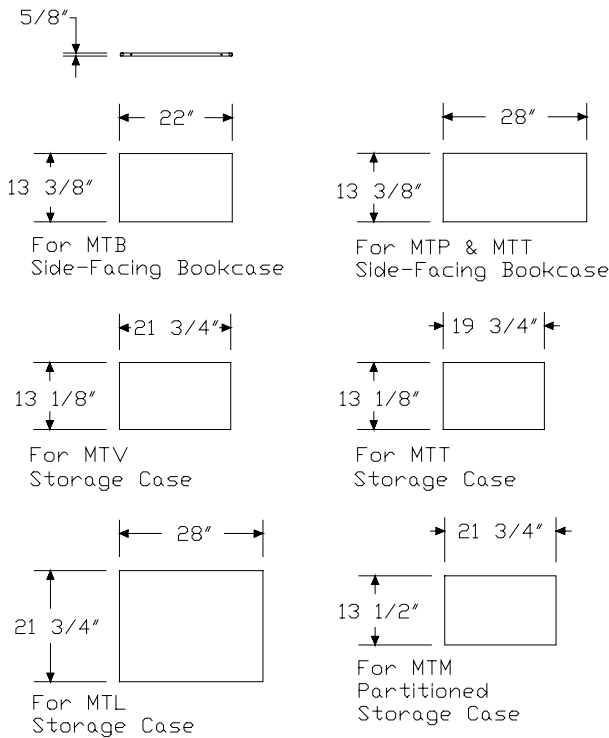 5/8"
22"
13 3/8"
For MTB
Side-Facing Bookcase
28"
13 3/8"
For MTP & MTT
Side-Facing Bookcase
21 3/4"
13 1/8"
For MTV
Storage Case
19 3/4"
13 1/8"
For MTT
Storage Case
28"
21 3/4"
For MTL
Storage Case
21 3/4"
13 1/2"
For MTM
Partitioned
Storage Case